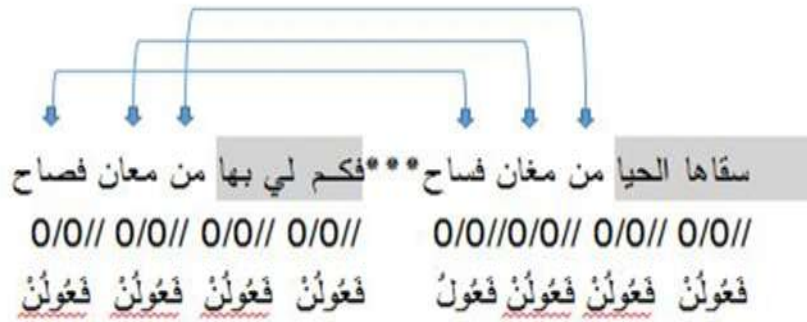 سقاها الحيا من مغان فساح***فكم لي بها من معان فصاح
//0/0 //0/0 //0/0//0/0 //0/0 //0/0 //0/0 //0/0
فَعُولُنْ فَعُولُنْ فَعُولُنْ فَعُولُ فَعُولُنْ فَعُولُنْ فَعُولُنْ فَعُولُنْ